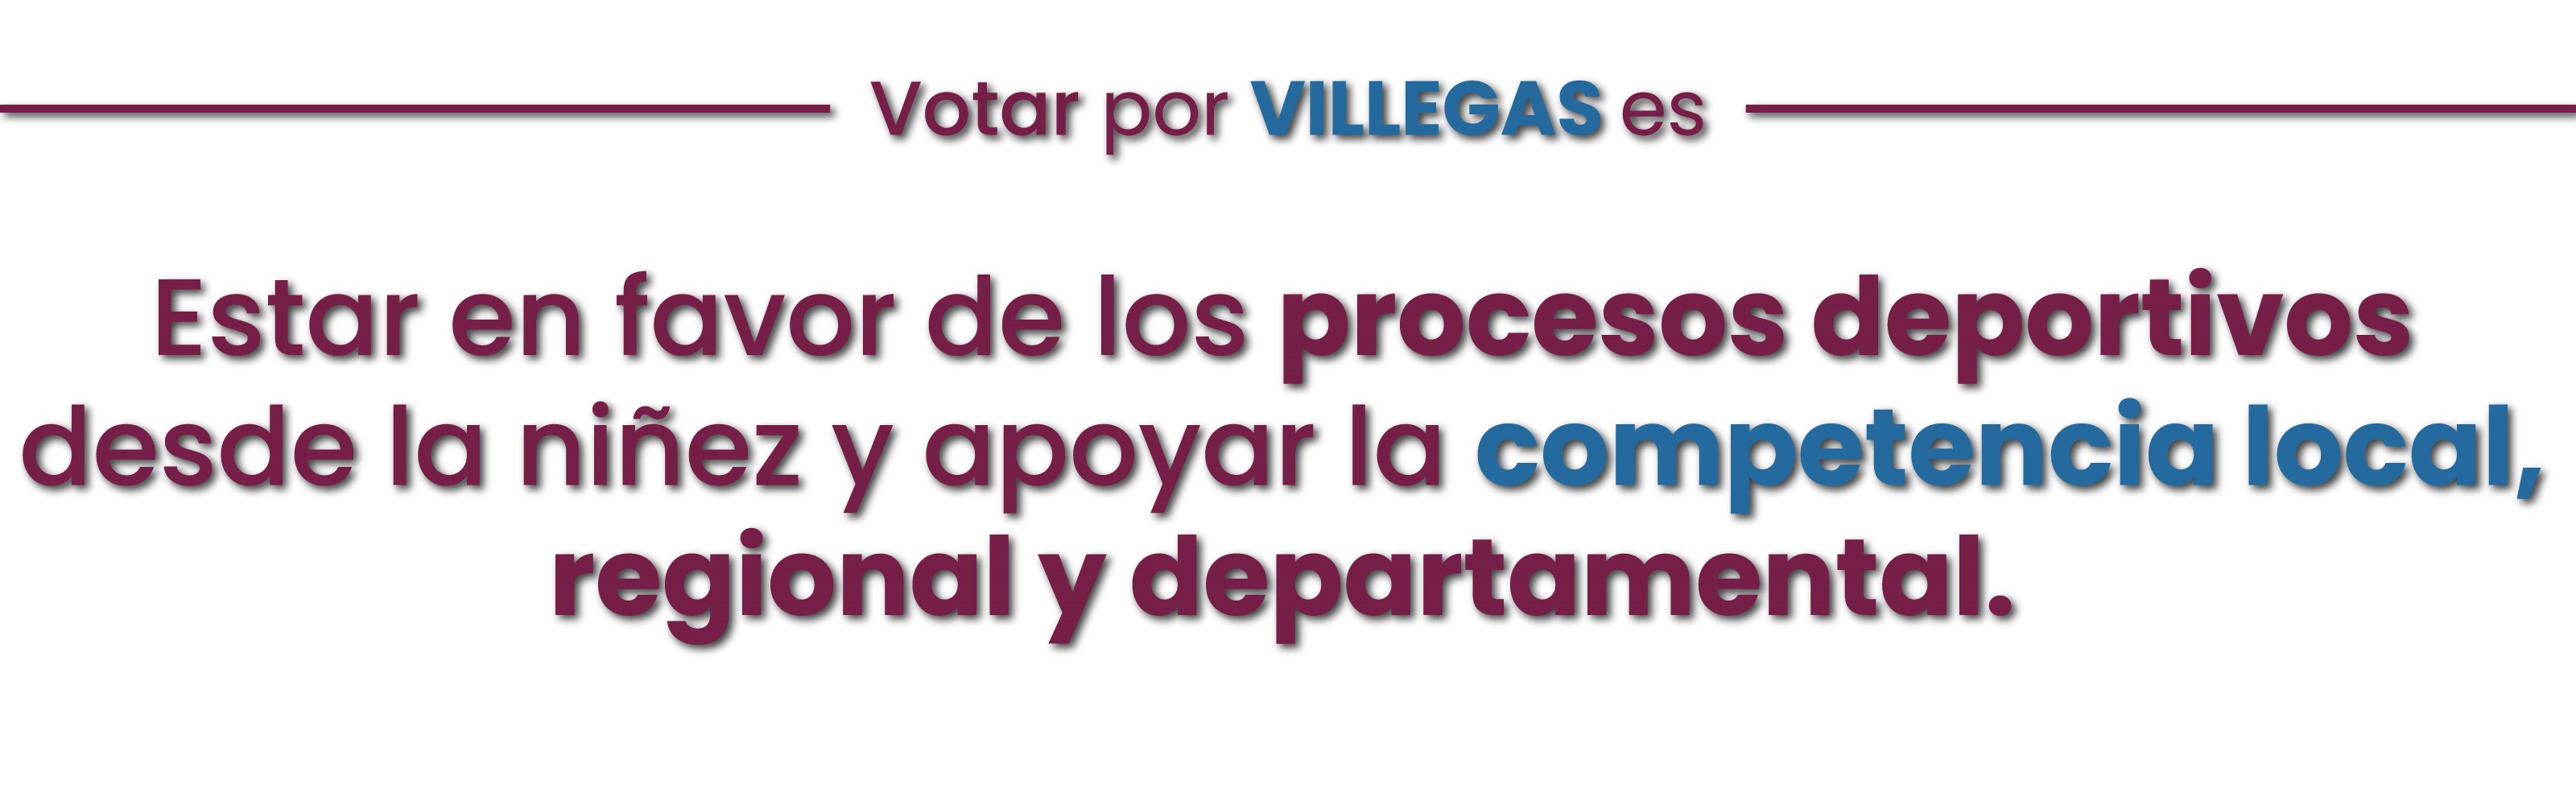 Votar por VILLEGAS es
Estar en favor de los procesos deportivos
desde la niñez y apoyar la competencia local,
regional y departamental.